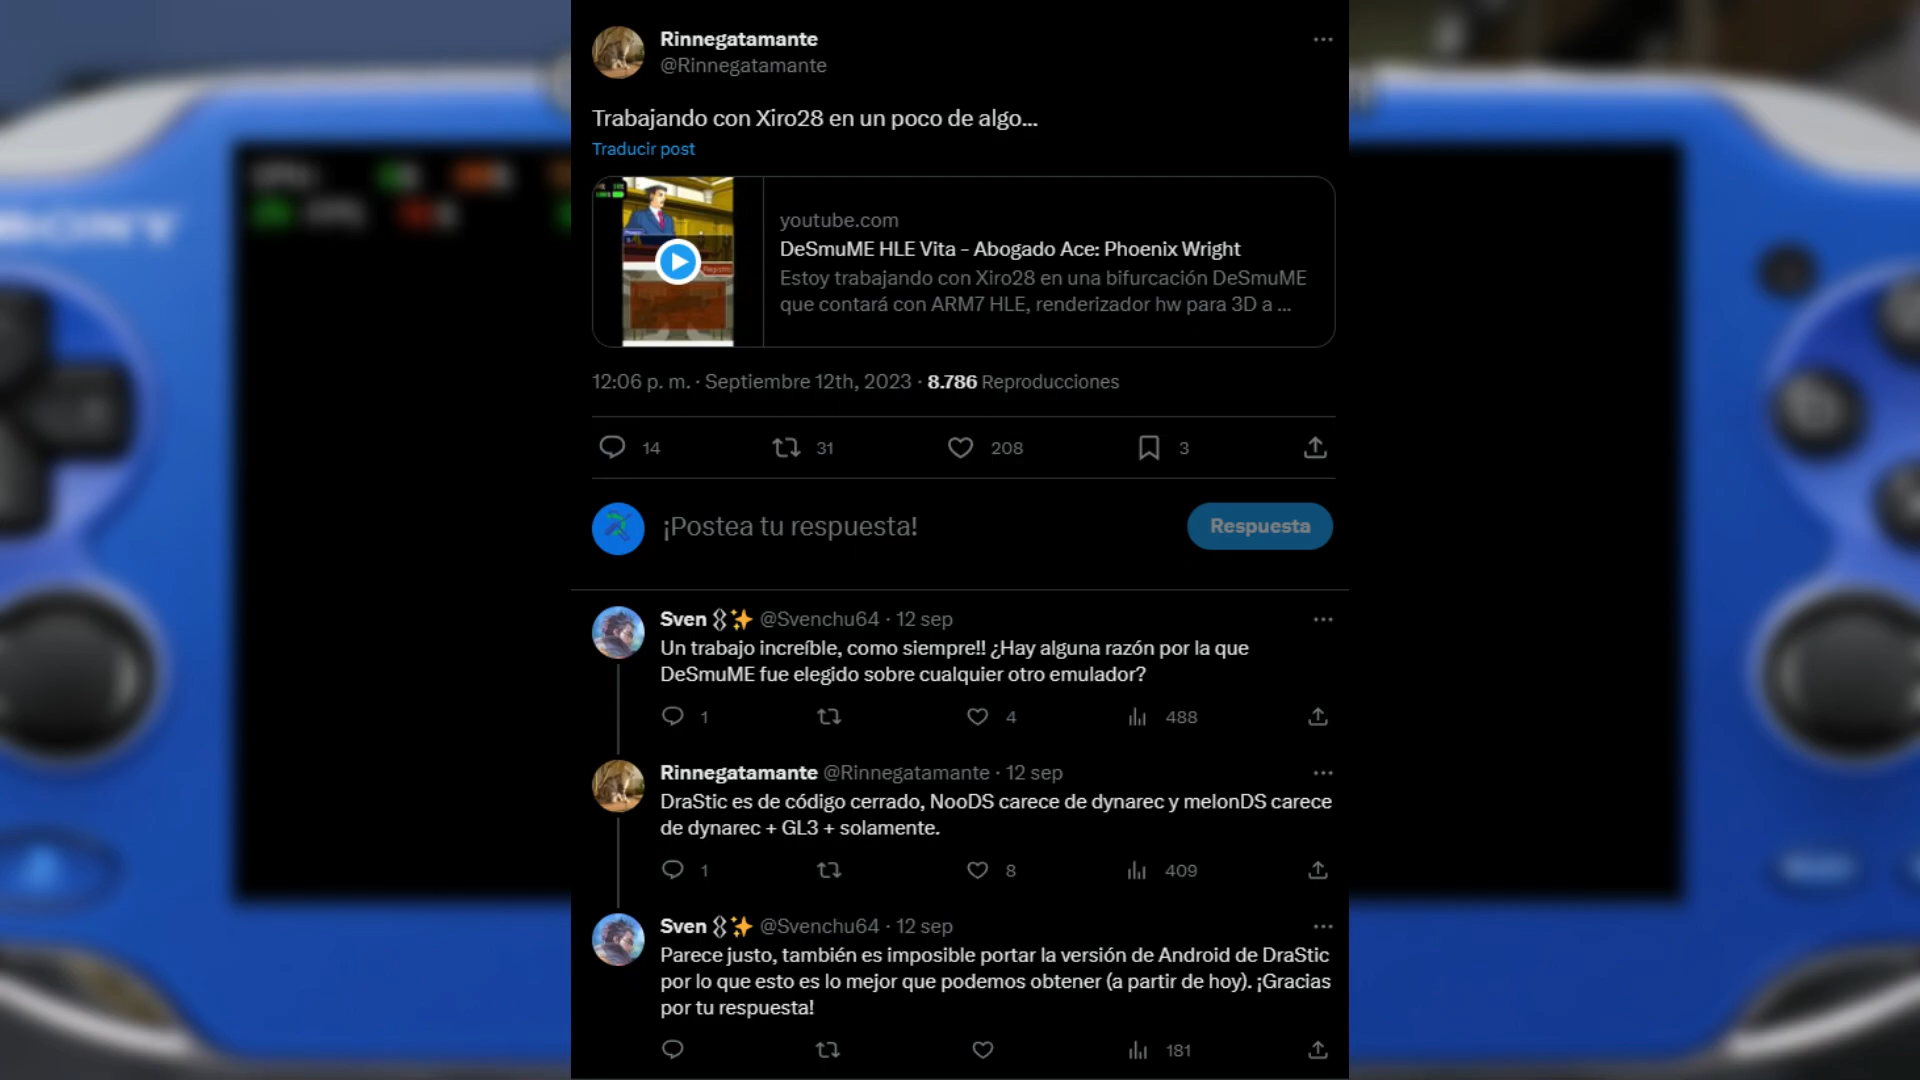 Rinnegatamante
@Rinnegatamante
Trabajando con Xiro28 en un poco de algo...
Traducir post
youtube.com
DeSmuME HLE Vita - Abogado Ace: Phoenix Wright
Estoy trabajando con Xiro28 en una bifurcación DeSmuME
que contará con ARM7 HLE, renderizador hw para 3D a ...
12:06 p. m. · Septiembre 12th, 2023 · 8.786 Reproducciones
14 31 208 3
¡Postea tu respuesta!
Respuesta
Sven @Svenchu64 · 12 sep
Un trabajo increíble, como siempre!! ¿Hay alguna razón por la que
DeSmuME fue elegido sobre cualquier otro emulador?
1 4 488
Rinnegatamante @Rinnegatamante · 12 sep
DraStic es de código cerrado, NooDS carece de dynarec y melonDS carece
de dynarec + GL3 + solamente.
1 8 409
Sven @Svenchu64 · 12 sep
Parece justo, también es imposible portar la versión de Android de DraStic
por lo que esto es lo mejor que podemos obtener (a partir de hoy). ¡Gracias
por tu respuesta!
181
SONY